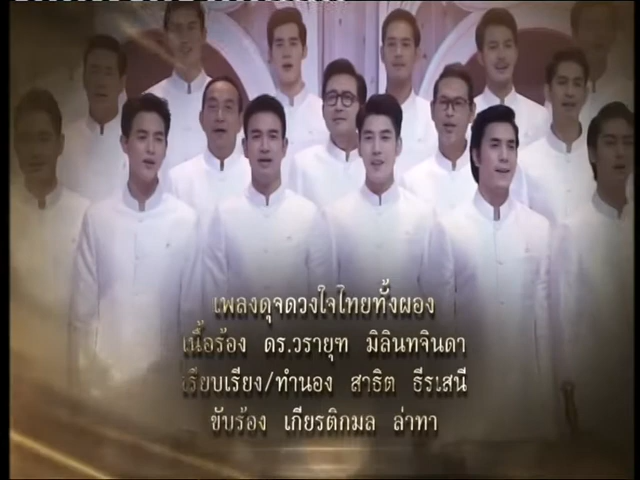 เพลงดุจดวงใจไทยทั้งผอง
เนื้อร้อง ดร.วรายุฑ มิลินทจินดา
เรียบเรียง/ทำนอง สาธิต ธีรเสนี
ขับร้อง เกียรติกมล ล่าทา